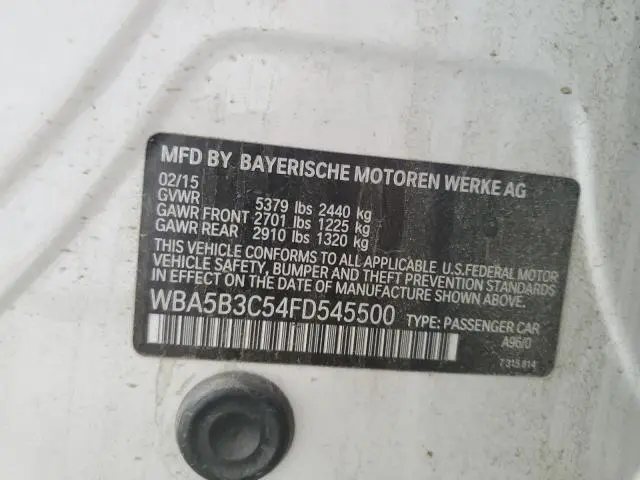 MFD BY BAYERISCHE MOTOREN WERKE AG
02/15
GVWR 5379 lbs 2440 kg
GAWR FRONT 2701 lbs 1225 kg
GAWR REAR 2910 lbs 1320 kg
THIS VEHICLE CONFORMS TO ALL APPLICABLE U.S. FEDERAL MOTOR
VEHICLE SAFETY, BUMPER AND THEFT PREVENTION STANDARDS
IN EFFECT ON THE DATE OF MANUFACTURE SHOWN ABOVE.
WBA5B3C54FD545500 TYPE: PASSENGER CAR
A96/0
7 315 814